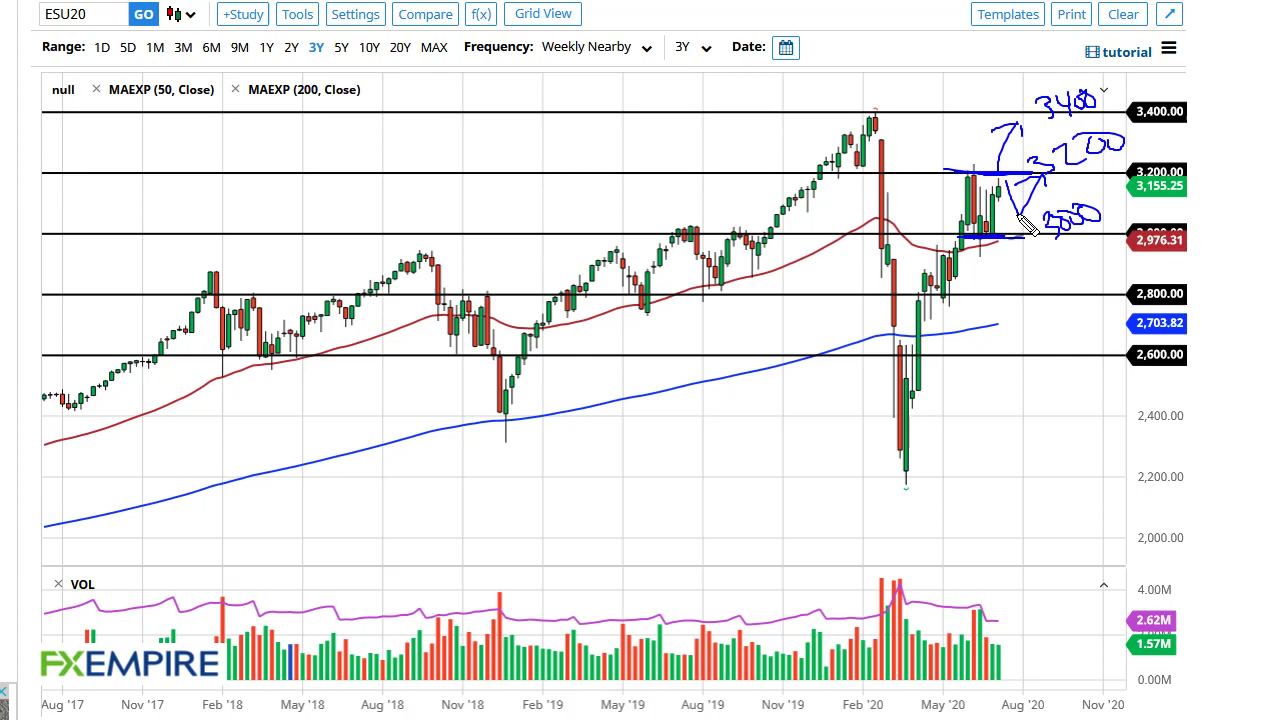 ESU20 GO +Study Tools Settings Compare f(x) Grid View Templates Print Clear
Range: 1D 5D 1M 3M 6M 9M 1Y 2Y 3Y 5Y 10Y 20Y MAX Frequency: Weekly Nearby 3Y Date: tutorial
null × MAEXP (50, Close) × MAEXP (200, Close)
3400
3,400.00
3200
3,200.00
3,155.25
3000
2,976.31
2,800.00
2,703.82
2,600.00
2,400.00
2,200.00
2,000.00
× VOL
4.00M
2.62M
1.57M
0.00M
FXEMPIRE
Aug '17 Nov '17 Feb '18 May '18 Aug '18 Nov '18 Feb '19 May '19 Aug '19 Nov '19 Feb '20 May '20 Aug '20 Nov '20